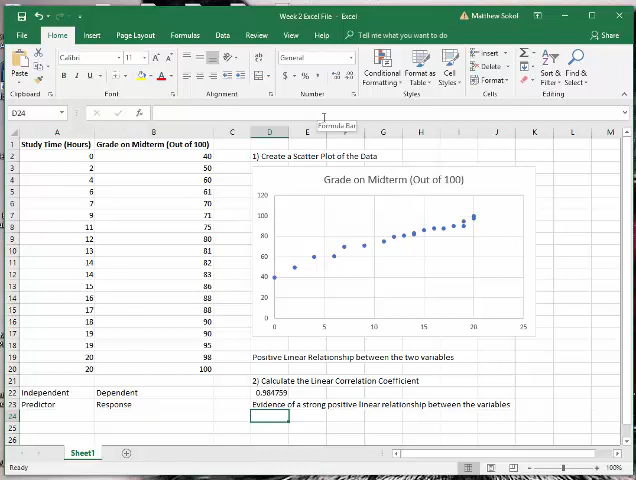 Week 2 Excel File - Excel
Matthew Sokol
File Home Insert Page Layout Formulas Data Review View Help Tell me what you want to do Share
Paste
Calibri 11
B I U
General
$ % ,
Conditional Formatting
Format as Table
Cell Styles
Insert
Delete
Format
Sort & Filter
Find & Select
Clipboard Font Alignment Number Styles Cells Editing
D24
fx
Formula Bar
A B C D E F G H I J K L M
1 Study Time (Hours) Grade on Midterm (Out of 100)
2 0 40 1) Create a Scatter Plot of the Data
3 2 50
4 4 60
5 6 61
6 7 70
7 9 71
8 11 75
9 12 80
10 13 81
11 14 82
12 14 83
13 15 86
14 16 88
15 17 88
16 18 90
17 19 90
18 19 95
19 20 98 Positive Linear Relationship between the two variables
20 20 100
21 2) Calculate the Linear Correlation Coefficient
22 Independent Dependent 0.984759
23 Predictor Response Evidence of a strong positive linear relationship between the variables
24
25
26
Grade on Midterm (Out of 100)
120
100
80
60
40
20
0
0 5 10 15 20 25
Sheet1
100%